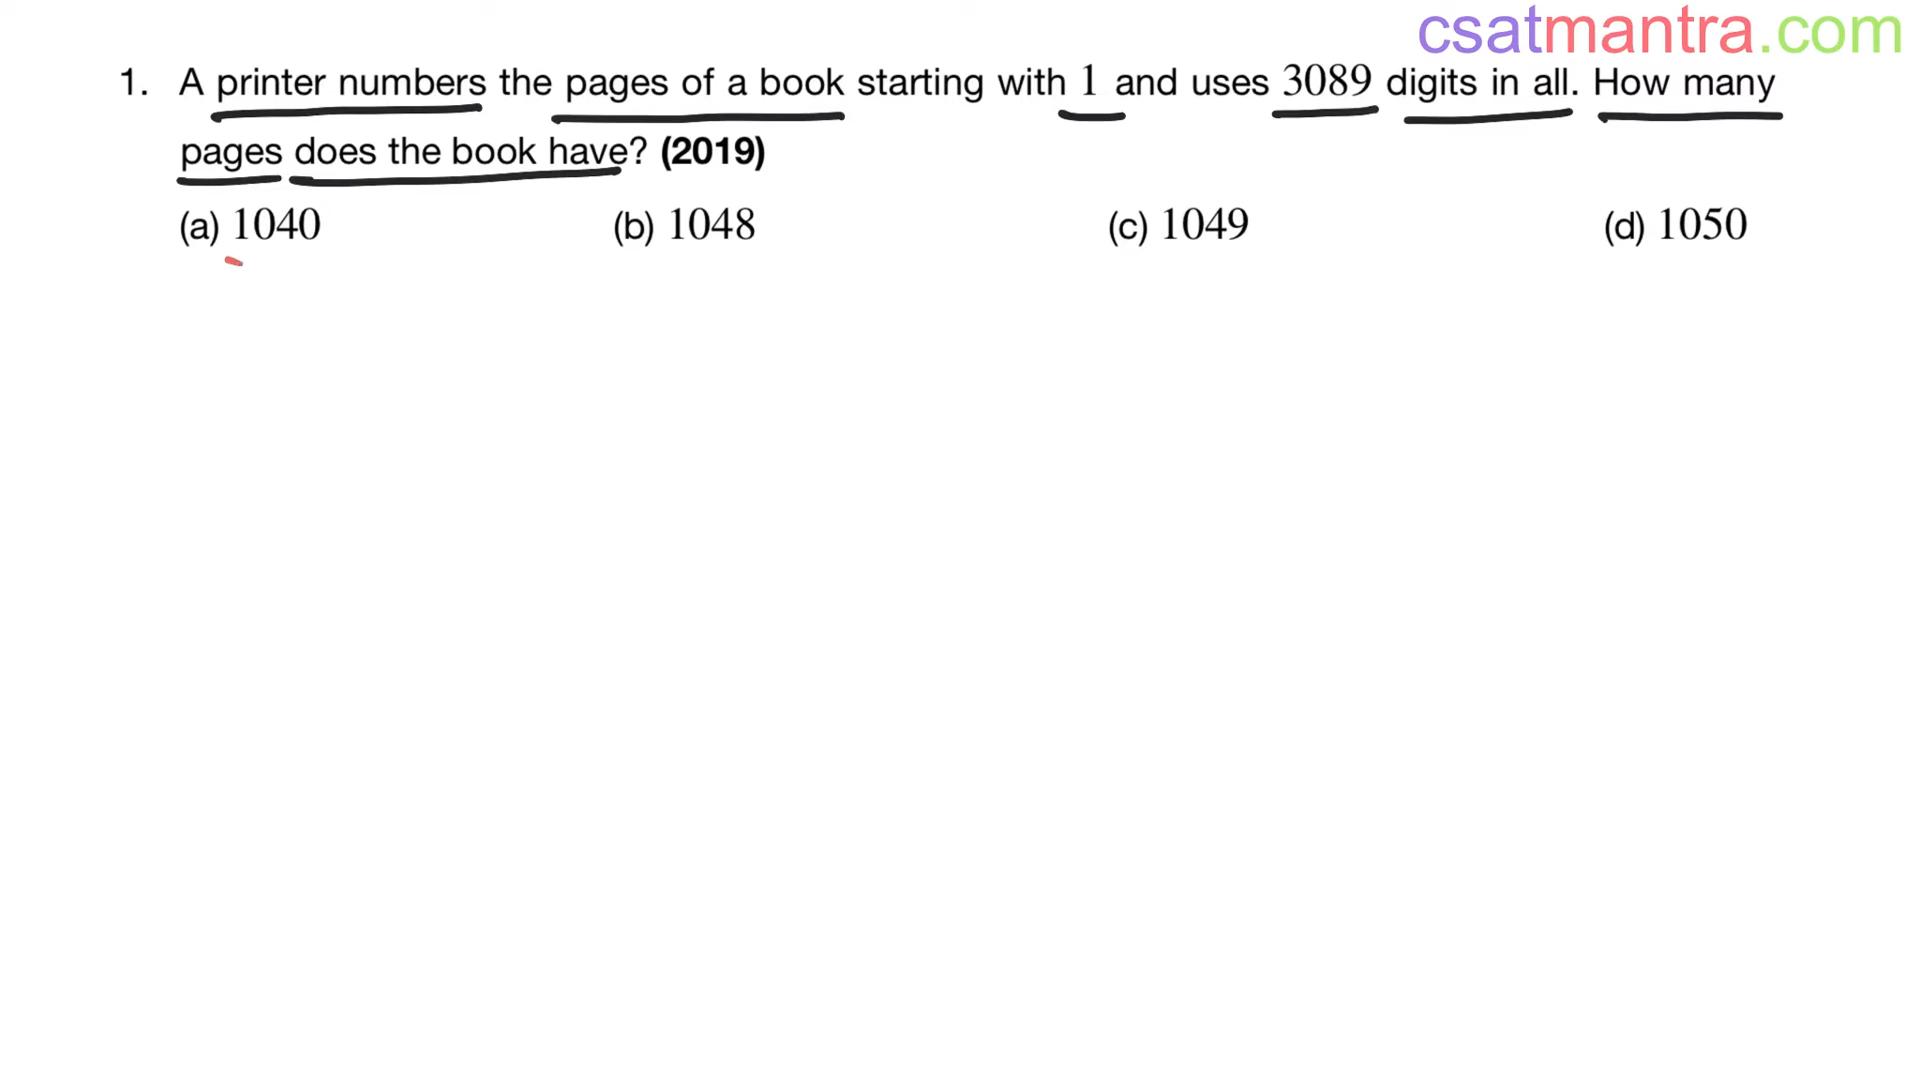 csatmantra.com
1. A printer numbers the pages of a book starting with 1 and uses 3089 digits in all. How many
pages does the book have? (2019)
(a) 1040 (b) 1048 (c) 1049 (d) 1050